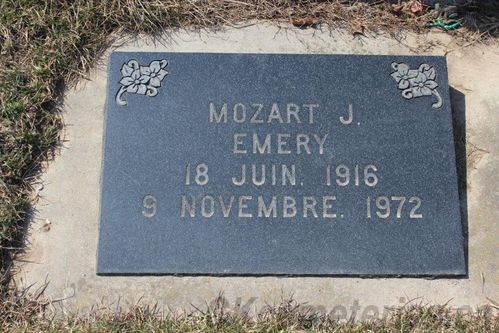 MOZART J.
EMERY
18 JUIN. 1916
9 NOVEMBRE. 1972